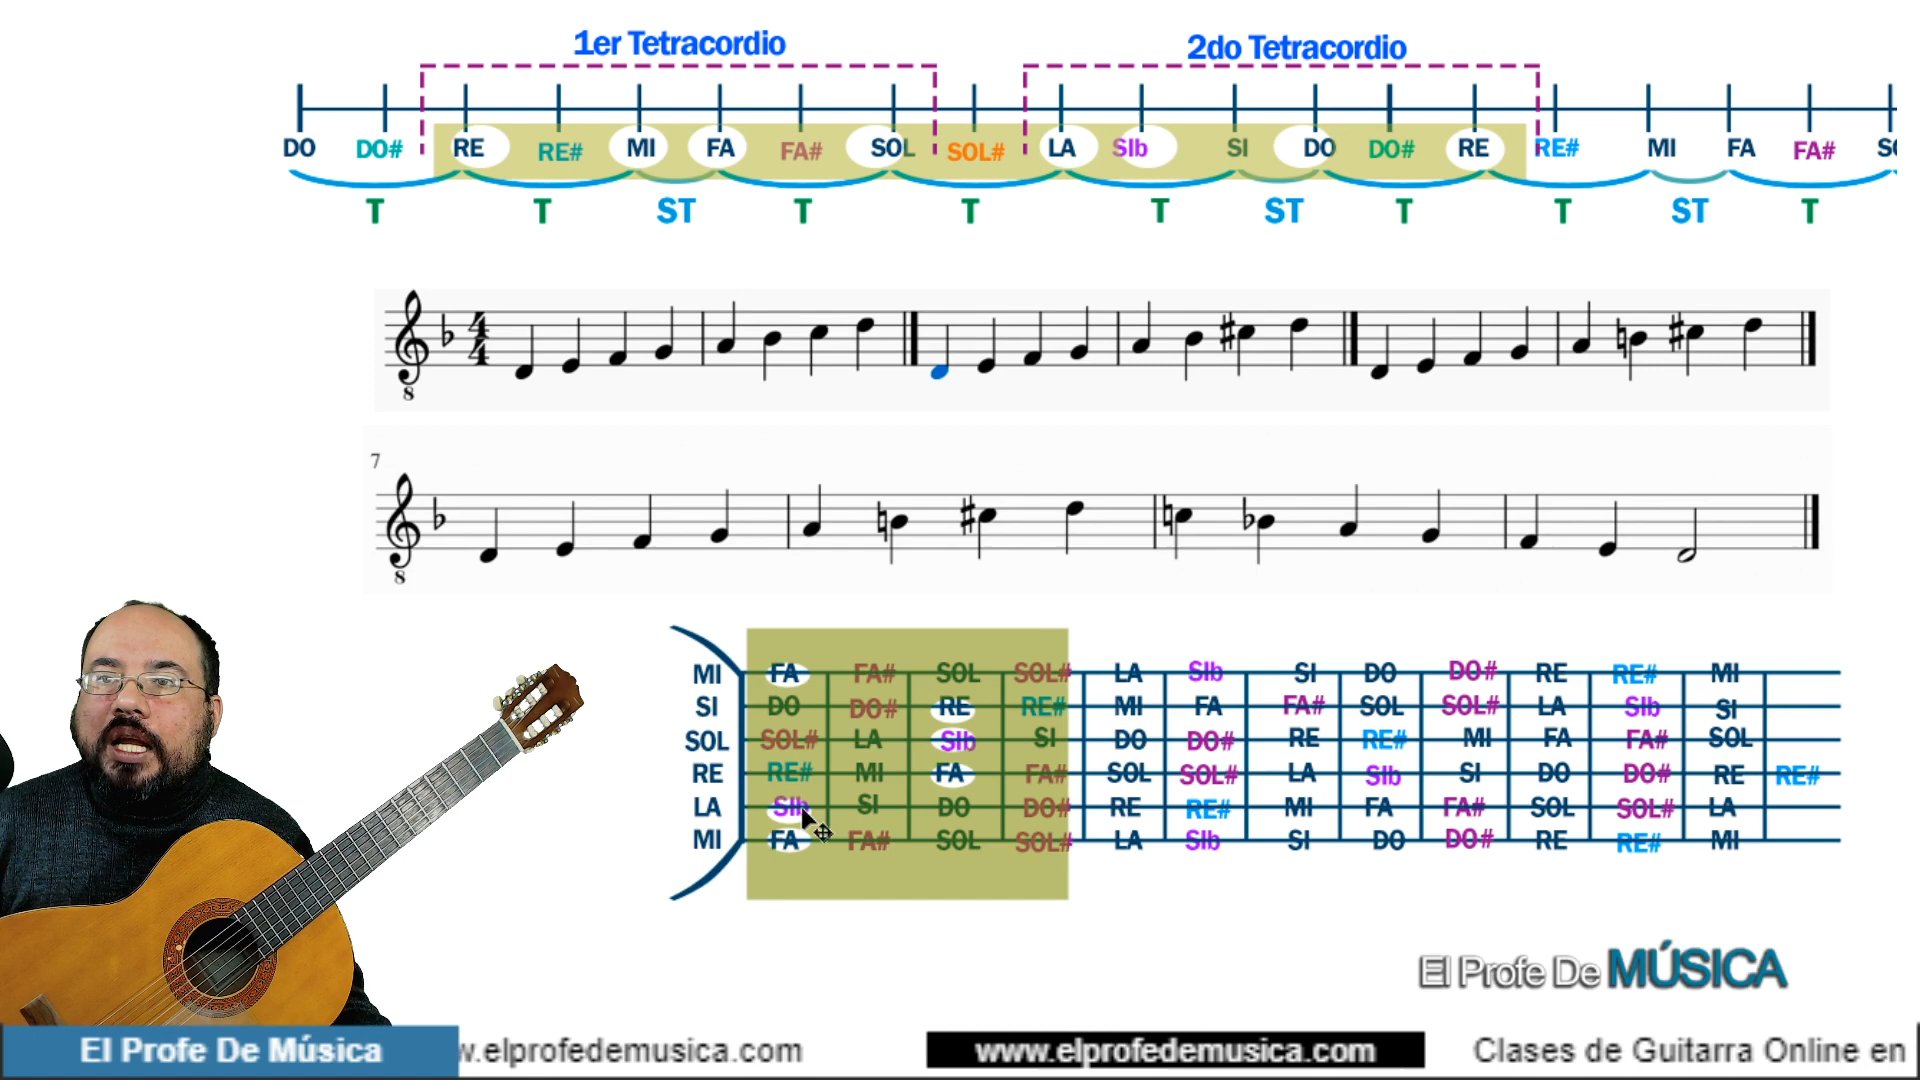 1er Tetracordio
2do Tetracordio
DO DO# RE RE# MI FA FA# SOL SOL# LA SIb SI DO DO# RE RE# MI FA FA# SO
T T ST T T T ST T T ST T
4
4
8
7
8
MI FA FA# SOL SOL# LA SIb SI DO DO# RE RE# MI
SI DO DO# RE RE# MI FA FA# SOL SOL# LA SIb SI
SOL SOL# LA SIb SI DO DO# RE RE# MI FA FA# SOL
RE RE# MI FA FA# SOL SOL# LA SIb SI DO DO# RE RE#
LA SIb SI DO DO# RE RE# MI FA FA# SOL SOL# LA
MI FA FA# SOL SOL# LA SIb SI DO DO# RE RE# MI
El Profe De MÚSICA
El Profe De Música
w.elprofedemusica.com
www.elprofedemusica.com
Clases de Guitarra Online en